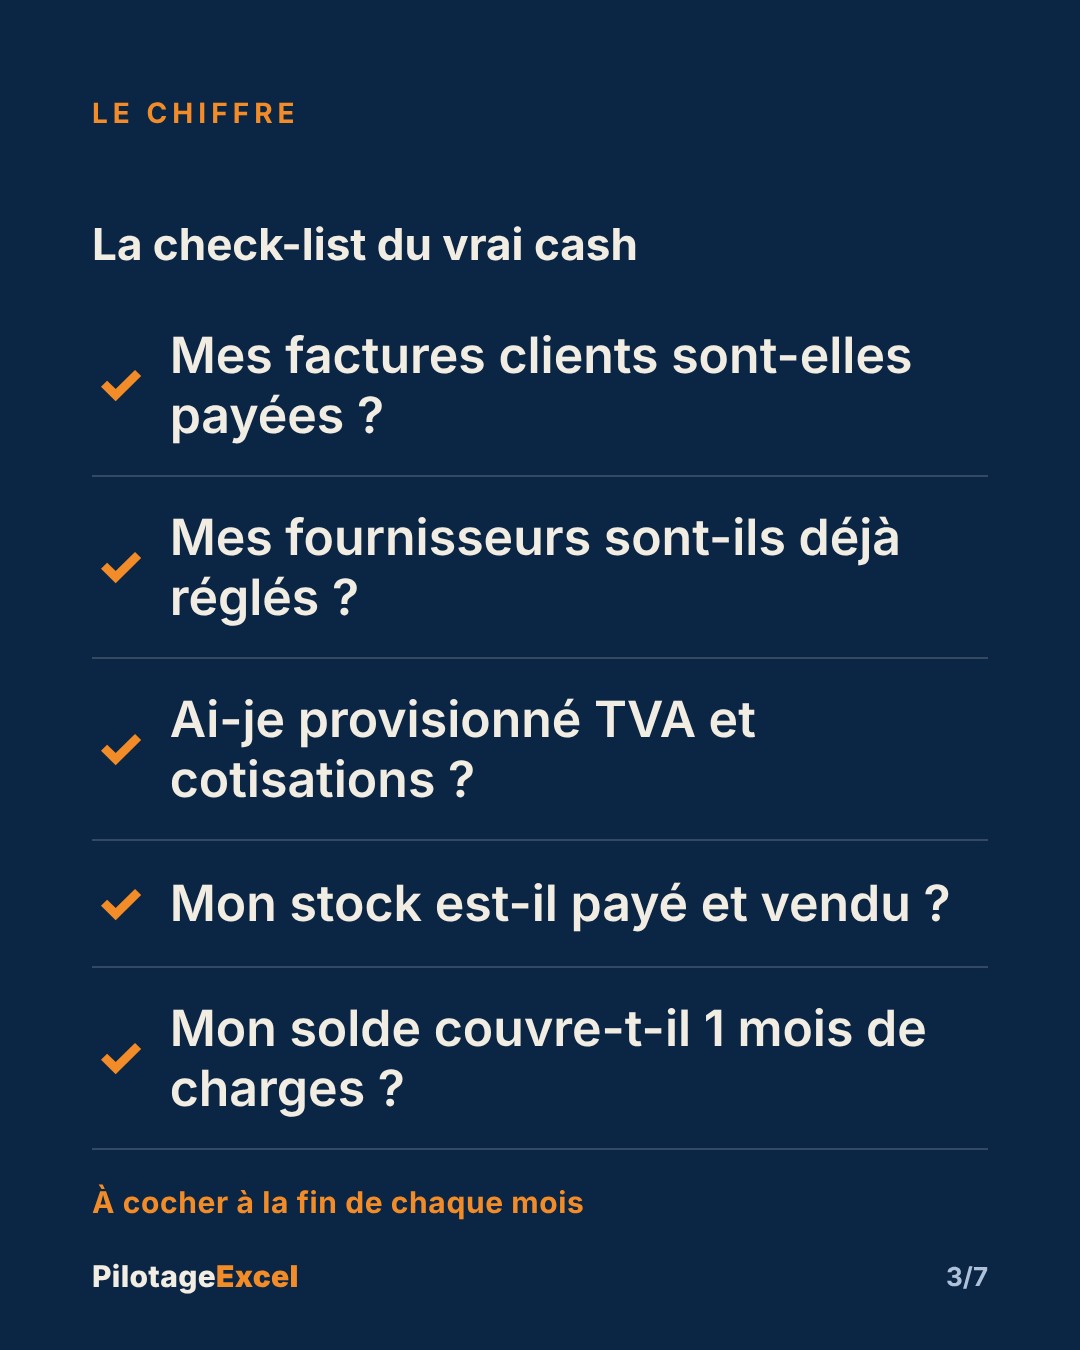 LE CHIFFRE
La check-list du vrai cash
Mes factures clients sont-elles
payées ?
Mes fournisseurs sont-ils déjà
réglés ?
Ai-je provisionné TVA et
cotisations ?
Mon stock est-il payé et vendu ?
Mon solde couvre-t-il 1 mois de
charges ?
À cocher à la fin de chaque mois
PilotageExcel
3/7